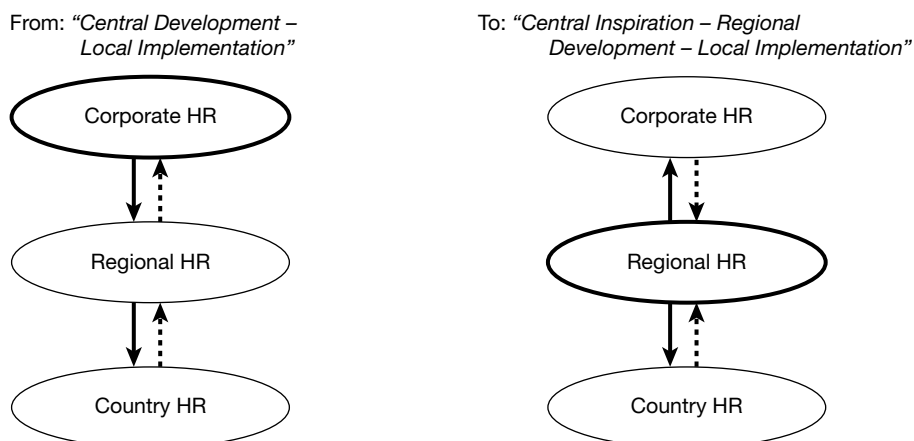 From: “Central Development –
Local Implementation”
Corporate HR
Regional HR
Country HR
To: “Central Inspiration – Regional
Development – Local Implementation”
Corporate HR
Regional HR
Country HR